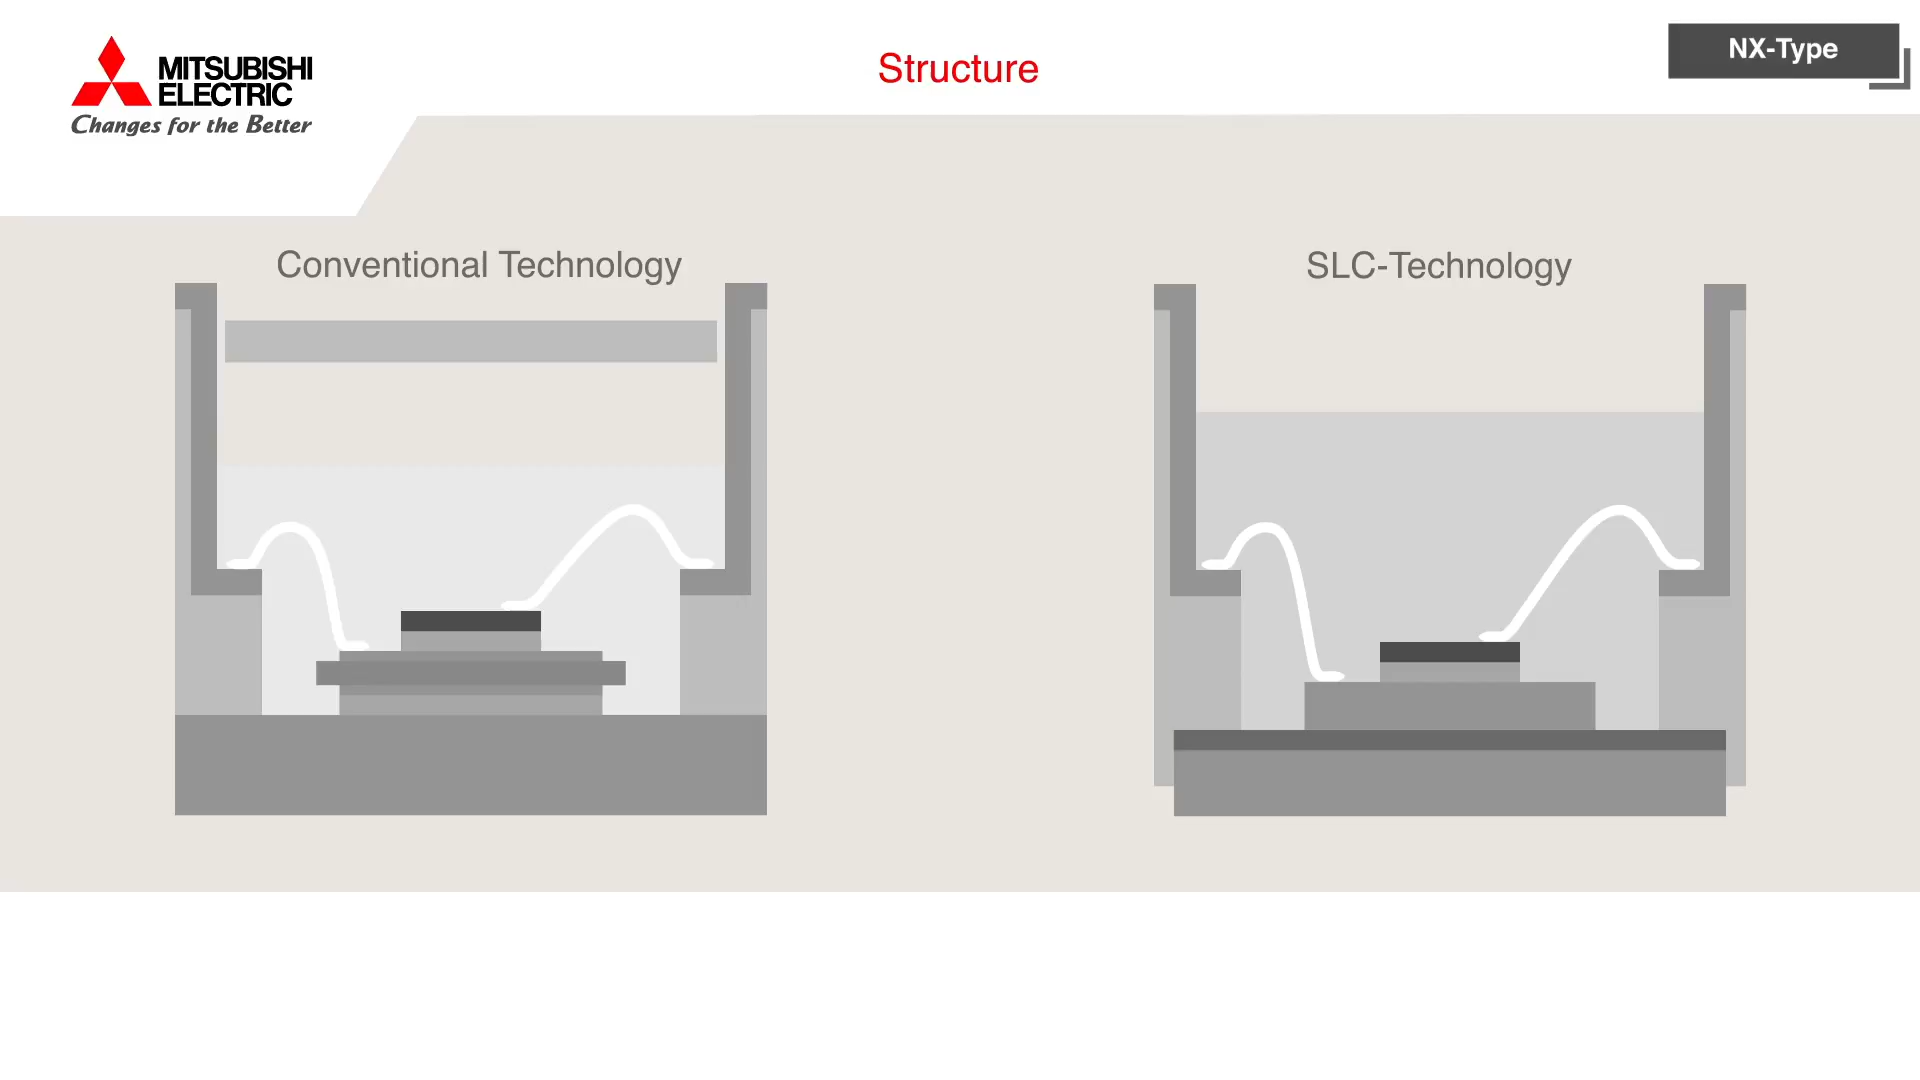 MITSUBISHI
ELECTRIC
Changes for the Better
Structure
NX-Type
Conventional Technology
SLC-Technology